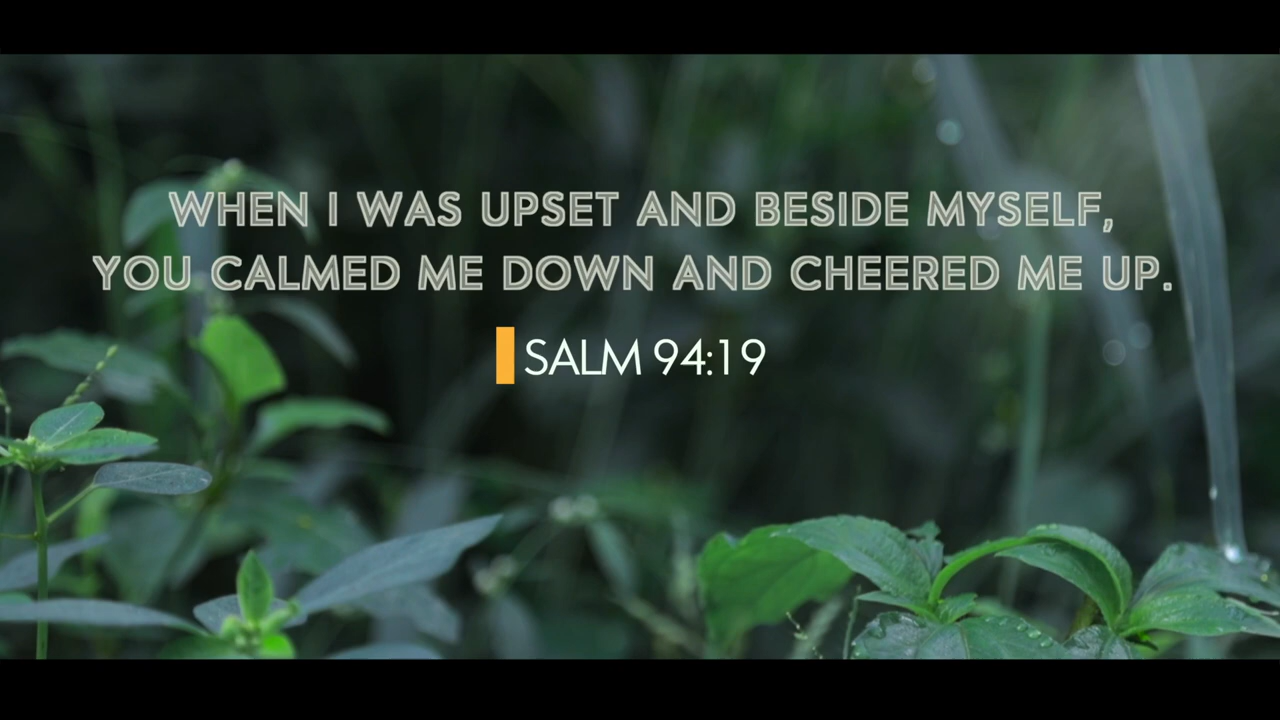 WHEN I WAS UPSET AND BESIDE MYSELF,
YOU CALMED ME DOWN AND CHEERED ME UP.
SALM 94:19